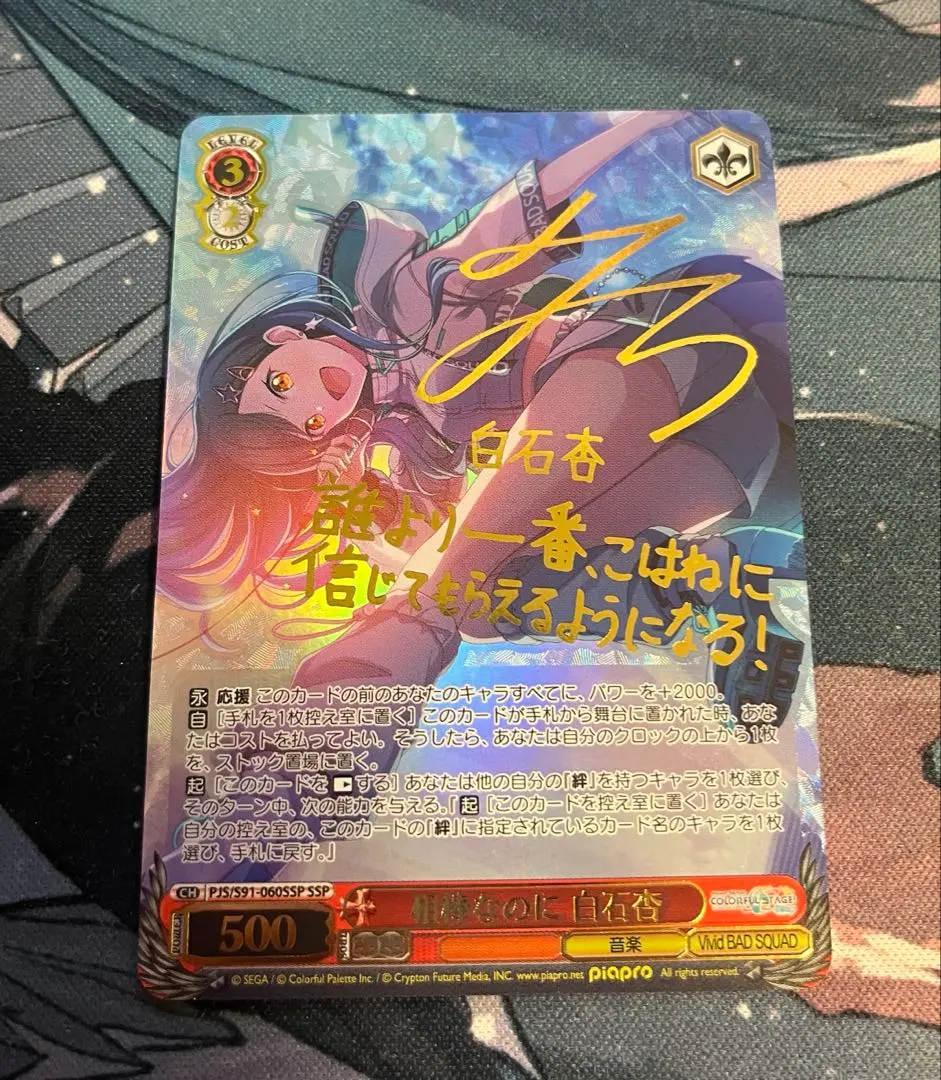 LEVEL
3
2
COST
BAD SQUAD
白石杏
誰より一番、こはねに
信じてもらえるようになる!
永 応援 このカードの前のあなたのキャラすべてに、パワーを+2000。
自 [手札を1枚控え室に置く] このカードが手札から舞台に置かれた時、あな
たはコストを払ってよい。そうしたら、あなたは自分のクロックの上から1枚
を、ストック置場に置く。
起 [このカードを する] あなたは他の自分の「絆」を持つキャラを1枚選び、
そのターン中、次の能力を与える。「起 [このカードを控え室に置く] あなたは
自分の控え室の、このカードの「絆」に指定されているカード名のキャラを1枚
選び、手札に戻す。」
CH PJS/S91-060SSP SSP
相棒なのに 白石杏
COLORFUL STAGE!
POWER
500
SOUL
音楽
Vivid BAD SQUAD
© SEGA / © Colorful Palette Inc. / © Crypton Future Media, INC. www.piapro.net piapro All rights reserved.